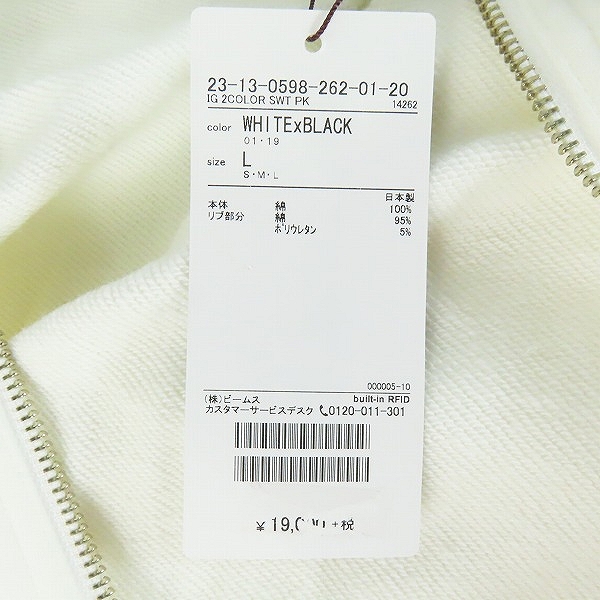 23-13-0598-262-01-20
IG 2COLOR SWT PK 14262
color WHITExBLACK
01・19
size L
S・M・L
日本製
本体 綿 100%
リブ部分 綿 95%
ポリウレタン 5%
000005-10
(株)ビームス built-in RFID
カスタマーサービスデスク 0120-011-301
+税